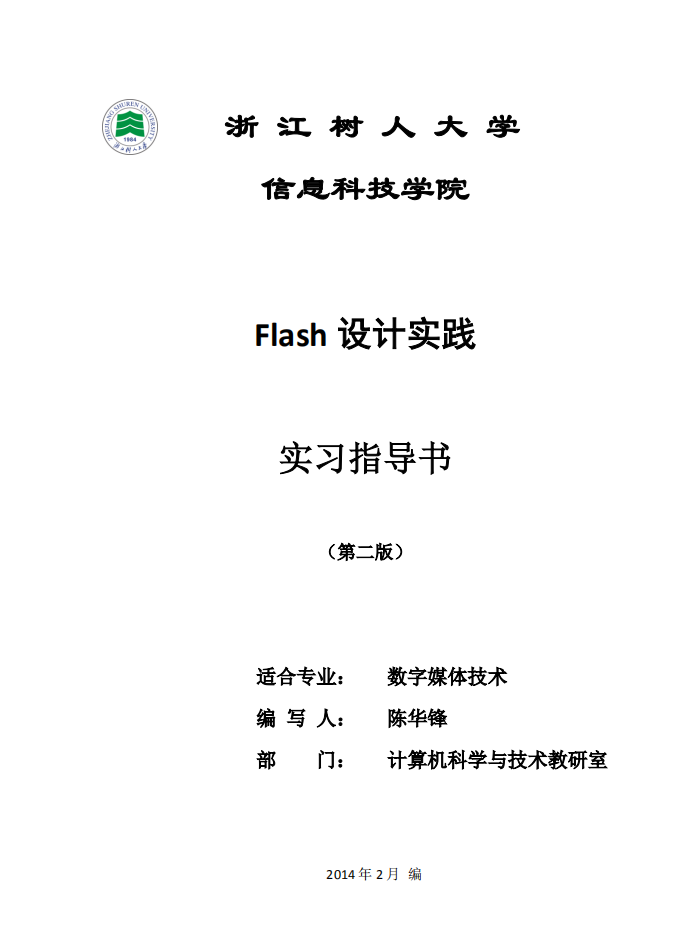 ZHEJIANG SHUREN UNIVERSITY
1984
浙江树人大学
浙 江 树 人 大 学
信息科技学院
Flash 设计实践
实习指导书
（第二版）
适合专业： 数字媒体技术
编 写 人： 陈华锋
部 门： 计算机科学与技术教研室
2014 年 2 月 编